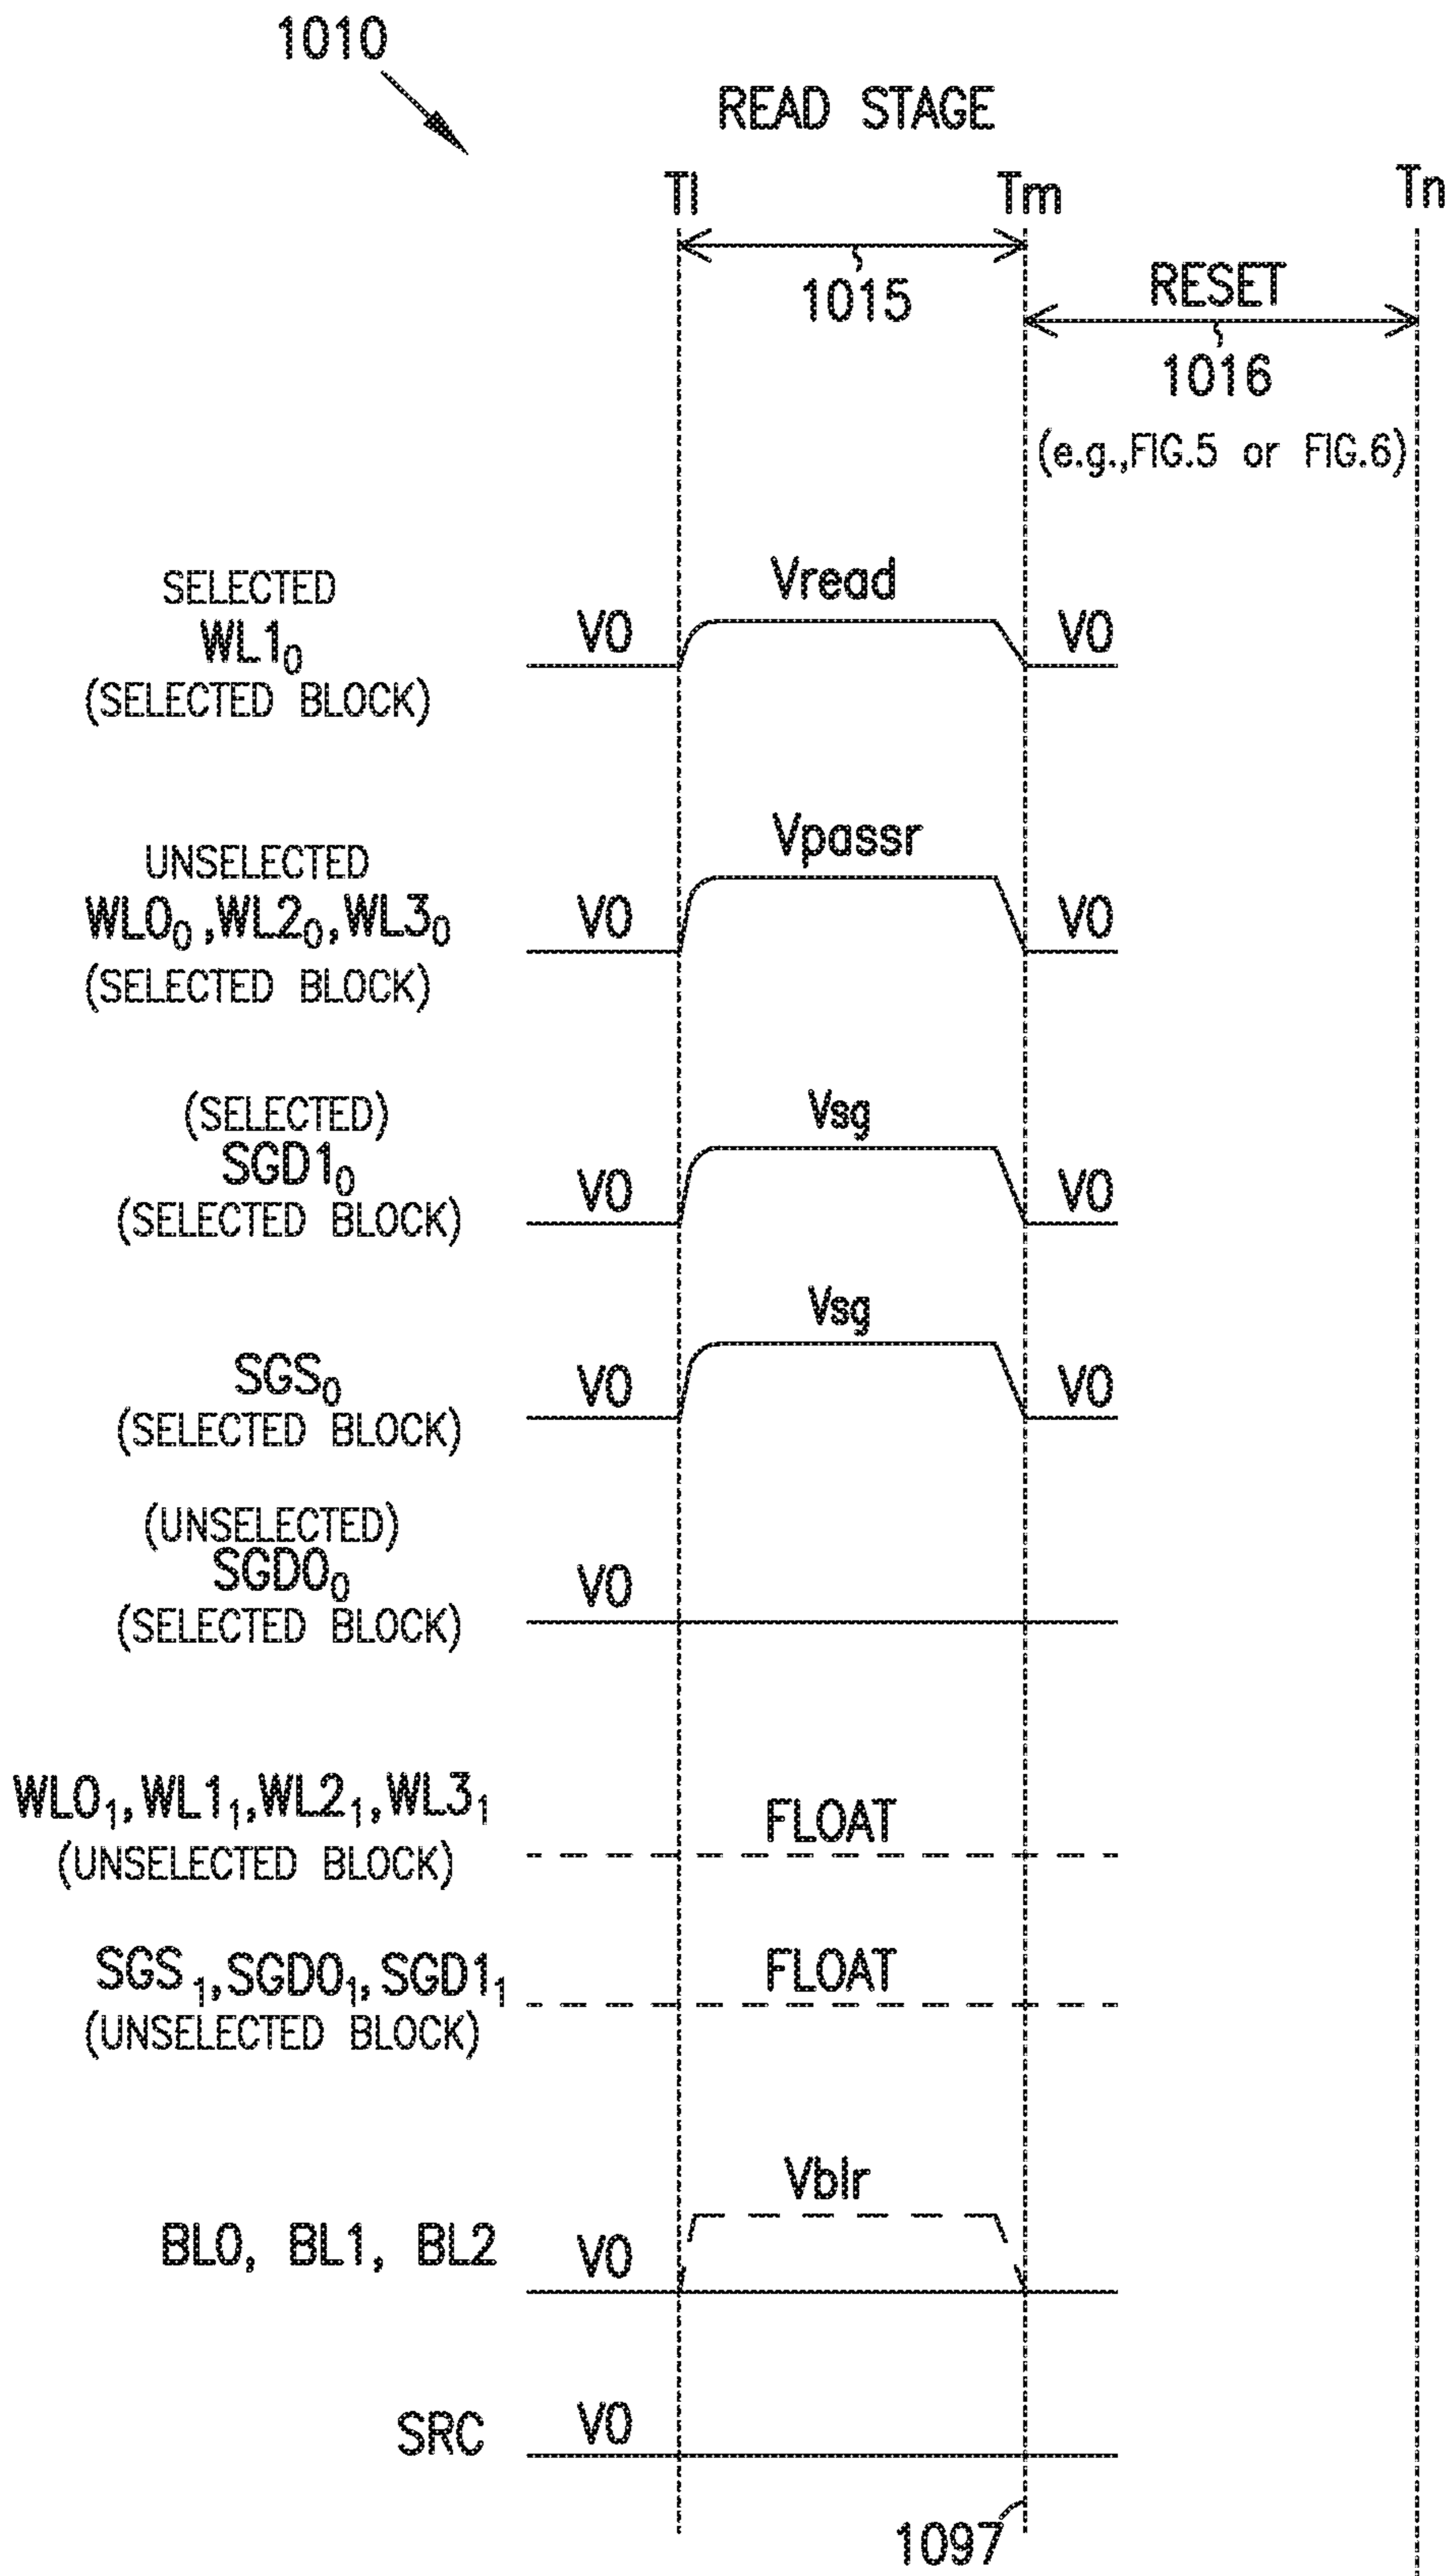 1010
READ STAGE
Tl Tm Tn
1015
RESET
1016
(e.g.,FIG.5 or FIG.6)
SELECTED
WL1₀
(SELECTED BLOCK)
V0 Vread V0
UNSELECTED
WL0₀,WL2₀,WL3₀
(SELECTED BLOCK)
V0 Vpassr V0
(SELECTED)
SGD1₀
(SELECTED BLOCK)
V0 Vsg V0
SGS₀
(SELECTED BLOCK)
V0 Vsg V0
(UNSELECTED)
SGD0₀
(SELECTED BLOCK)
V0
WL0₁,WL1₁,WL2₁,WL3₁
(UNSELECTED BLOCK)
FLOAT
SGS₁,SGD0₁,SGD1₁
(UNSELECTED BLOCK)
FLOAT
BL0, BL1, BL2 V0 Vblr
SRC V0
1097